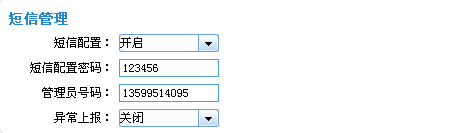 短信管理
短信配置： 开启
短信配置密码： 123456
管理员号码： 13599514095
异常上报： 关闭